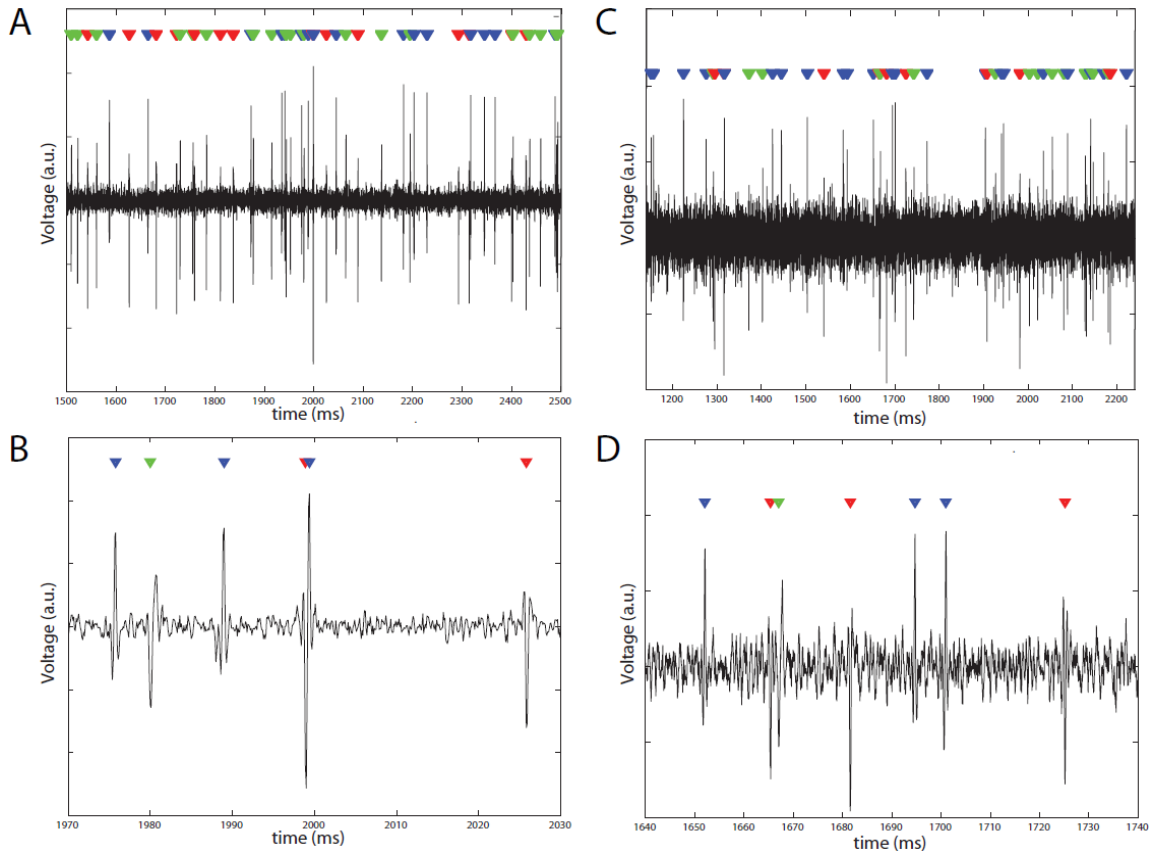 A
Voltage (a.u.)
1500 1600 1700 1800 1900 2000 2100 2200 2300 2400 2500
time (ms)
B
Voltage (a.u.)
1970 1980 1990 2000 2010 2020 2030
time (ms)
C
Voltage (a.u.)
1200 1300 1400 1500 1600 1700 1800 1900 2000 2100 2200
time (ms)
D
Voltage (a.u.)
1640 1650 1660 1670 1680 1690 1700 1710 1720 1730 1740
time (ms)